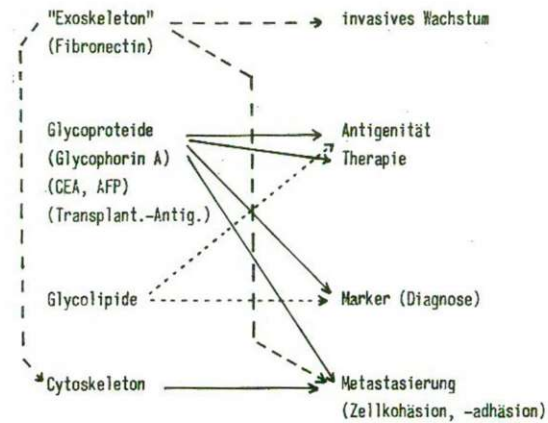 "Exoskeleton"
(Fibronectin)
invasives Wachstum
Glycoproteide
(Glycophorin A)
(CEA, AFP)
(Transplant.-Antig.)
Antigenität
Therapie
Glycolipide
Marker (Diagnose)
Cytoskeleton
Metastasierung
(Zellkohäsion, -adhäsion)